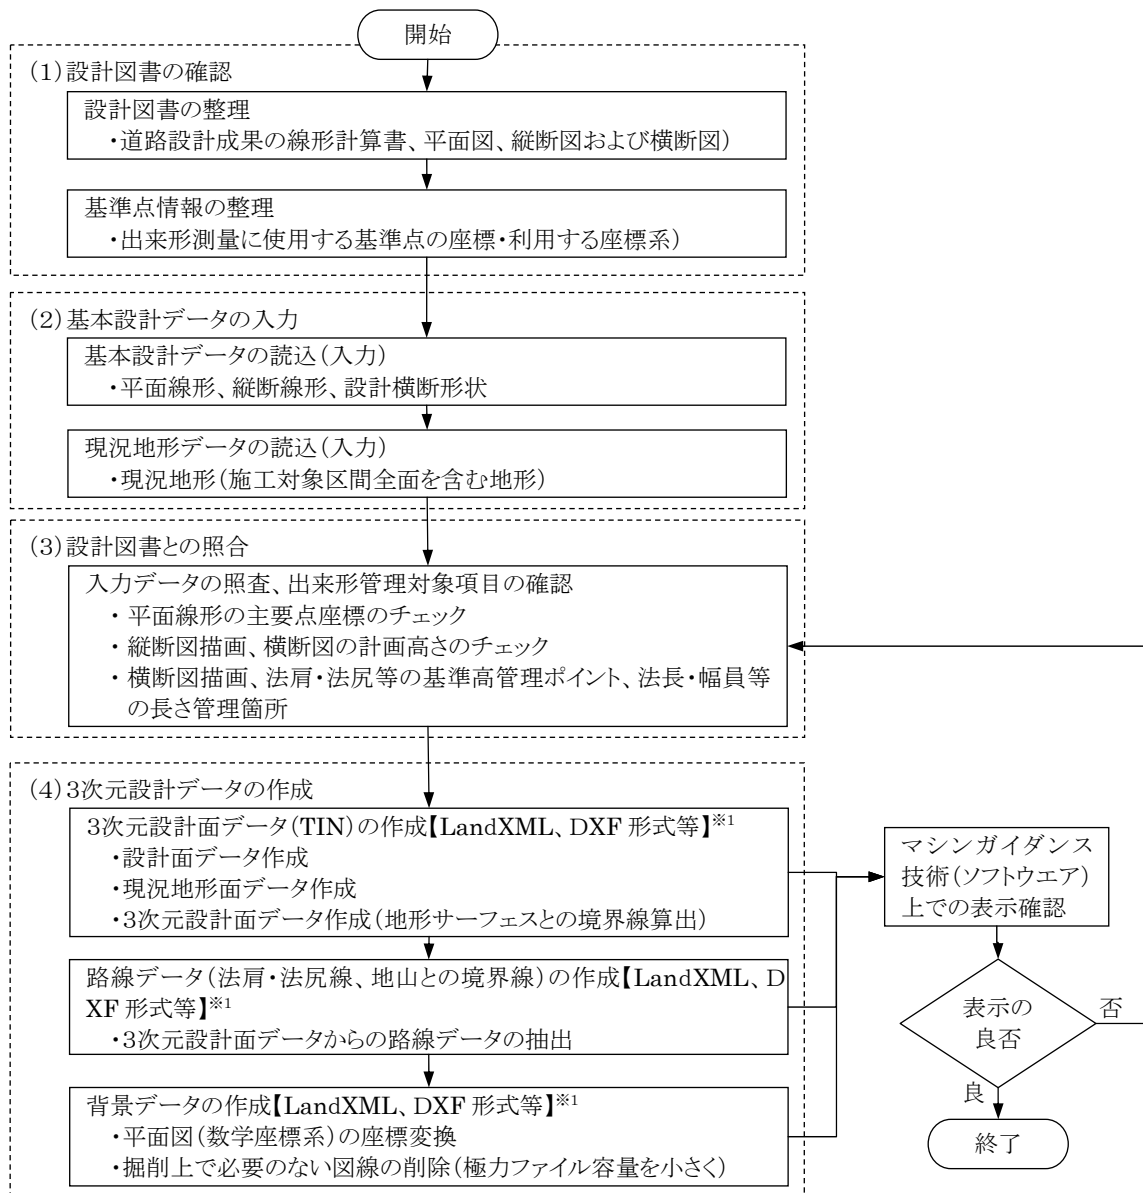 開始
(1)設計図書の確認
設計図書の整理
・道路設計成果の線形計算書、平面図、縦断図および横断図)
基準点情報の整理
・出来形測量に使用する基準点の座標・利用する座標系)
(2)基本設計データの入力
基本設計データの読込(入力)
・平面線形、縦断線形、設計横断形状
現況地形データの読込(入力)
・現況地形(施工対象区間全面を含む地形)
(3)設計図書との照合
入力データの照査、出来形管理対象項目の確認
・ 平面線形の主要点座標のチェック
・ 縦断図描画、横断図の計画高さのチェック
・ 横断図描画、法肩・法尻等の基準高管理ポイント、法長・幅員等
の長さ管理箇所
(4)3次元設計データの作成
3次元設計面データ(TIN)の作成【LandXML、DXF 形式等】※1
・設計面データ作成
・現況地形面データ作成
・3次元設計面データ作成(地形サーフェスとの境界線算出)
路線データ(法肩・法尻線、地山との境界線)の作成【LandXML、D
XF 形式等】※1
・3次元設計面データからの路線データの抽出
背景データの作成【LandXML、DXF 形式等】※1
・平面図(数学座標系)の座標変換
・掘削上で必要のない図線の削除(極力ファイル容量を小さく)
マシンガイダンス
技術(ソフトウエア)
上での表示確認
表示の
良否
否
良
終了